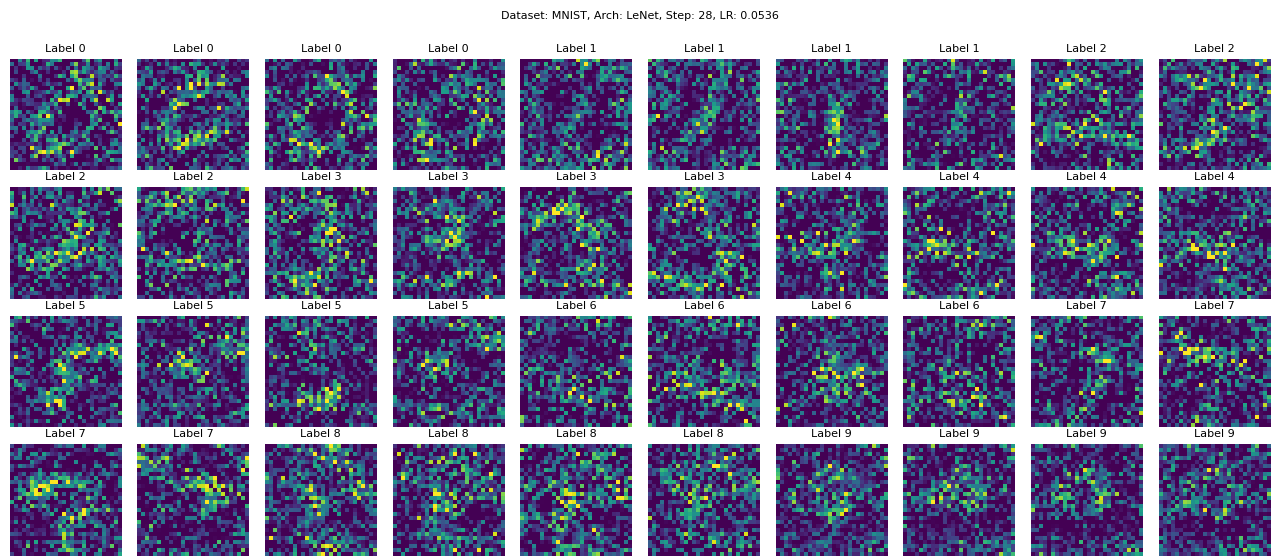 Dataset: MNIST, Arch: LeNet, Step: 28, LR: 0.0536
Label 0 Label 0 Label 0 Label 0 Label 1 Label 1 Label 1 Label 1 Label 2 Label 2
Label 2 Label 2 Label 3 Label 3 Label 3 Label 3 Label 4 Label 4 Label 4 Label 4
Label 5 Label 5 Label 5 Label 5 Label 6 Label 6 Label 6 Label 6 Label 7 Label 7
Label 7 Label 7 Label 8 Label 8 Label 8 Label 8 Label 9 Label 9 Label 9 Label 9